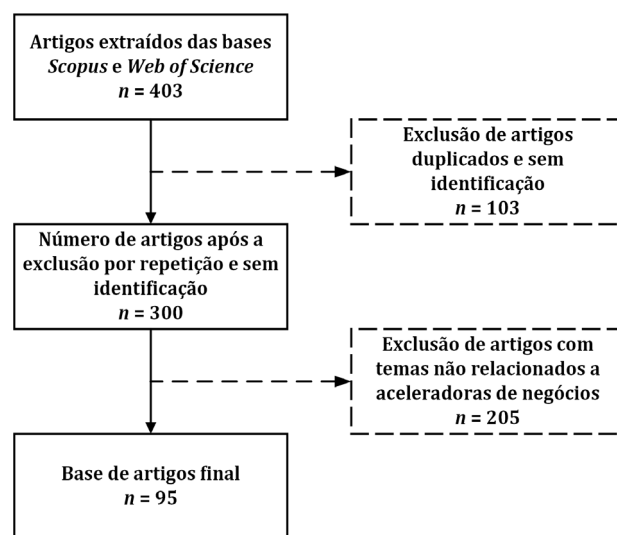 Artigos extraídos das bases
Scopus e Web of Science
n = 403
Exclusão de artigos
duplicados e sem
identificação
n = 103
Número de artigos após a
exclusão por repetição e sem
identificação
n = 300
Exclusão de artigos com
temas não relacionados a
aceleradoras de negócios
n = 205
Base de artigos final
n = 95